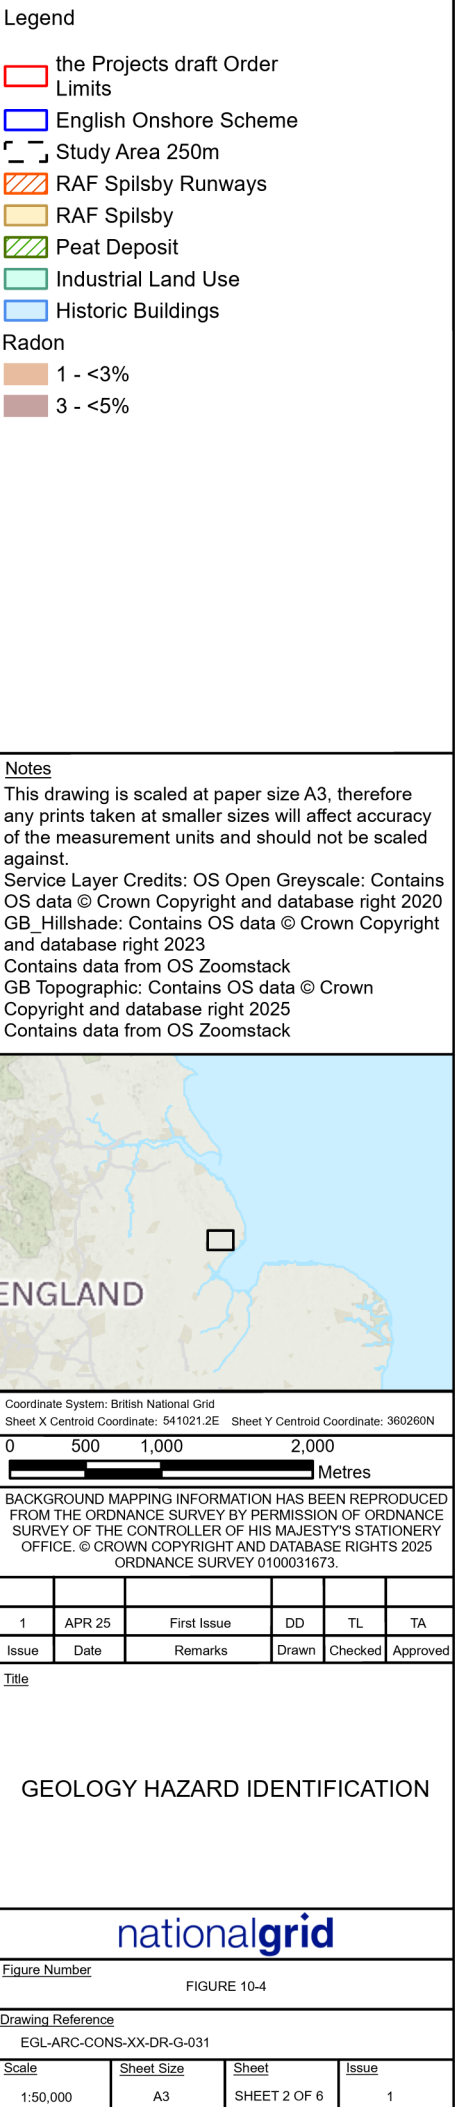 Legend
the Projects draft Order
Limits
English Onshore Scheme
Study Area 250m
RAF Spilsby Runways
RAF Spilsby
Peat Deposit
Industrial Land Use
Historic Buildings
Radon
1 - <3%
3 - <5%
Notes
This drawing is scaled at paper size A3, therefore
any prints taken at smaller sizes will affect accuracy
of the measurement units and should not be scaled
against.
Service Layer Credits: OS Open Greyscale: Contains
OS data © Crown Copyright and database right 2020
GB_Hillshade: Contains OS data © Crown Copyright
and database right 2023
Contains data from OS Zoomstack
GB Topographic: Contains OS data © Crown
Copyright and database right 2025
Contains data from OS Zoomstack
ENGLAND
Coordinate System: British National Grid
Sheet X Centroid Coordinate: 541021.2E Sheet Y Centroid Coordinate: 360260N
0 500 1,000 2,000
Metres
BACKGROUND MAPPING INFORMATION HAS BEEN REPRODUCED
FROM THE ORDNANCE SURVEY BY PERMISSION OF ORDNANCE
SURVEY OF THE CONTROLLER OF HIS MAJESTY'S STATIONERY
OFFICE. © CROWN COPYRIGHT AND DATABASE RIGHTS 2025
ORDNANCE SURVEY 0100031673.
1 APR 25 First Issue DD TL TA
Issue Date Remarks Drawn Checked Approved
Title
GEOLOGY HAZARD IDENTIFICATION
nationalgrid
Figure Number
FIGURE 10-4
Drawing Reference
EGL-ARC-CONS-XX-DR-G-031
Scale Sheet Size Sheet Issue
1:50,000 A3 SHEET 2 OF 6 1